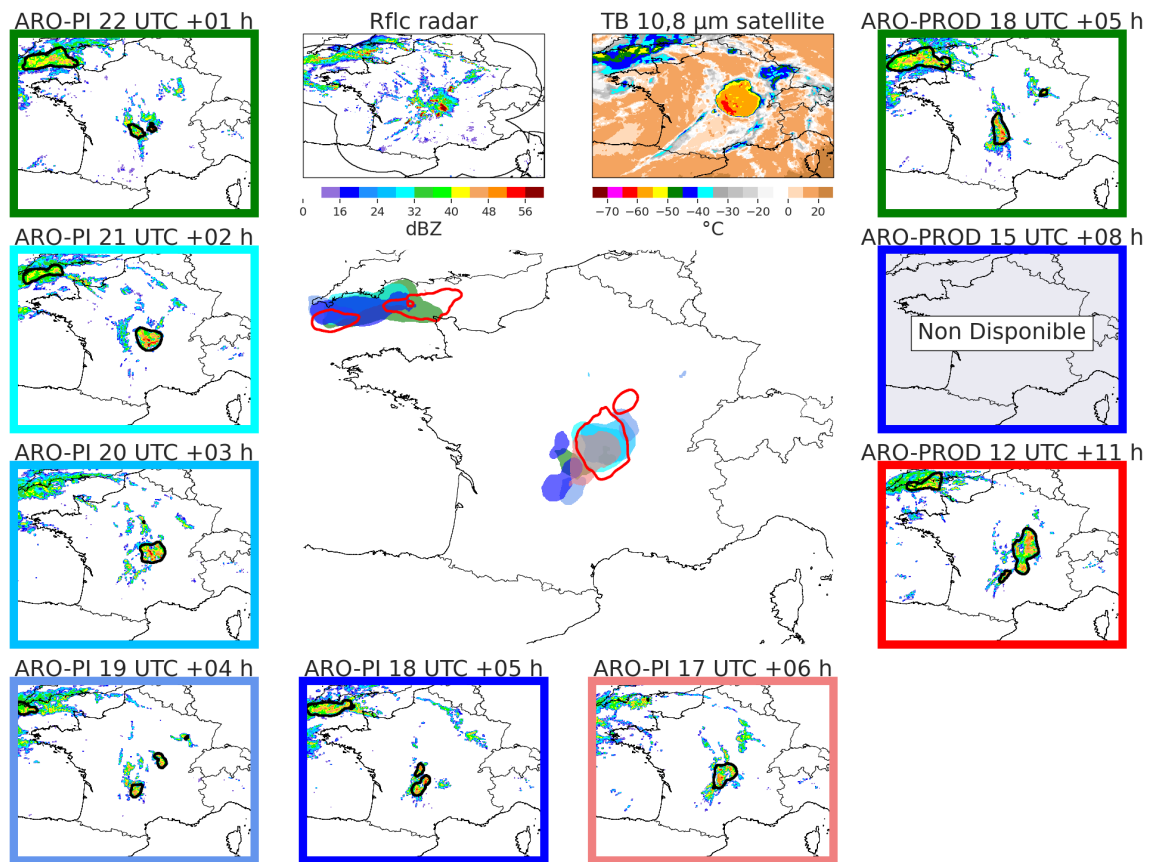 ARO-PI 22 UTC +01 h
Rflc radar
TB 10,8 µm satellite
ARO-PROD 18 UTC +05 h
0 16 24 32 40 48 56
dBZ
−70 −60 −50 −40 −30 −20 0 20
°C
ARO-PI 21 UTC +02 h
ARO-PROD 15 UTC +08 h
Non Disponible
ARO-PI 20 UTC +03 h
ARO-PROD 12 UTC +11 h
ARO-PI 19 UTC +04 h
ARO-PI 18 UTC +05 h
ARO-PI 17 UTC +06 h